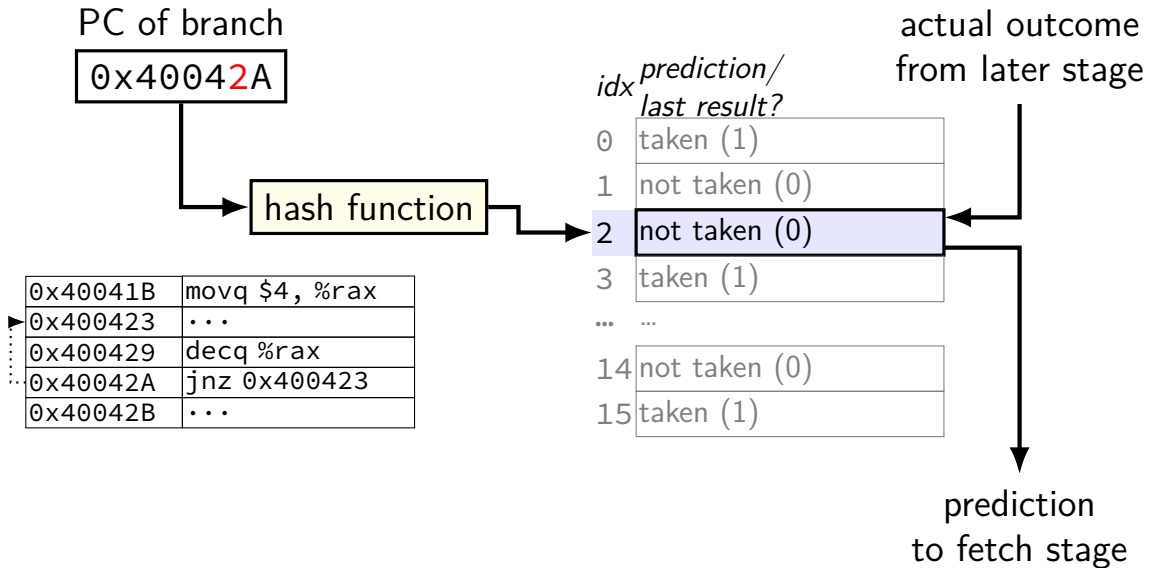 PC of branch
0x40042A
hash function
0x40041B movq $4, %rax
0x400423 ...
0x400429 decq %rax
0x40042A jnz 0x400423
0x40042B ...
idx prediction/
last result?
0 taken (1)
1 not taken (0)
2 not taken (0)
3 taken (1)
... ...
14 not taken (0)
15 taken (1)
actual outcome
from later stage
prediction
to fetch stage